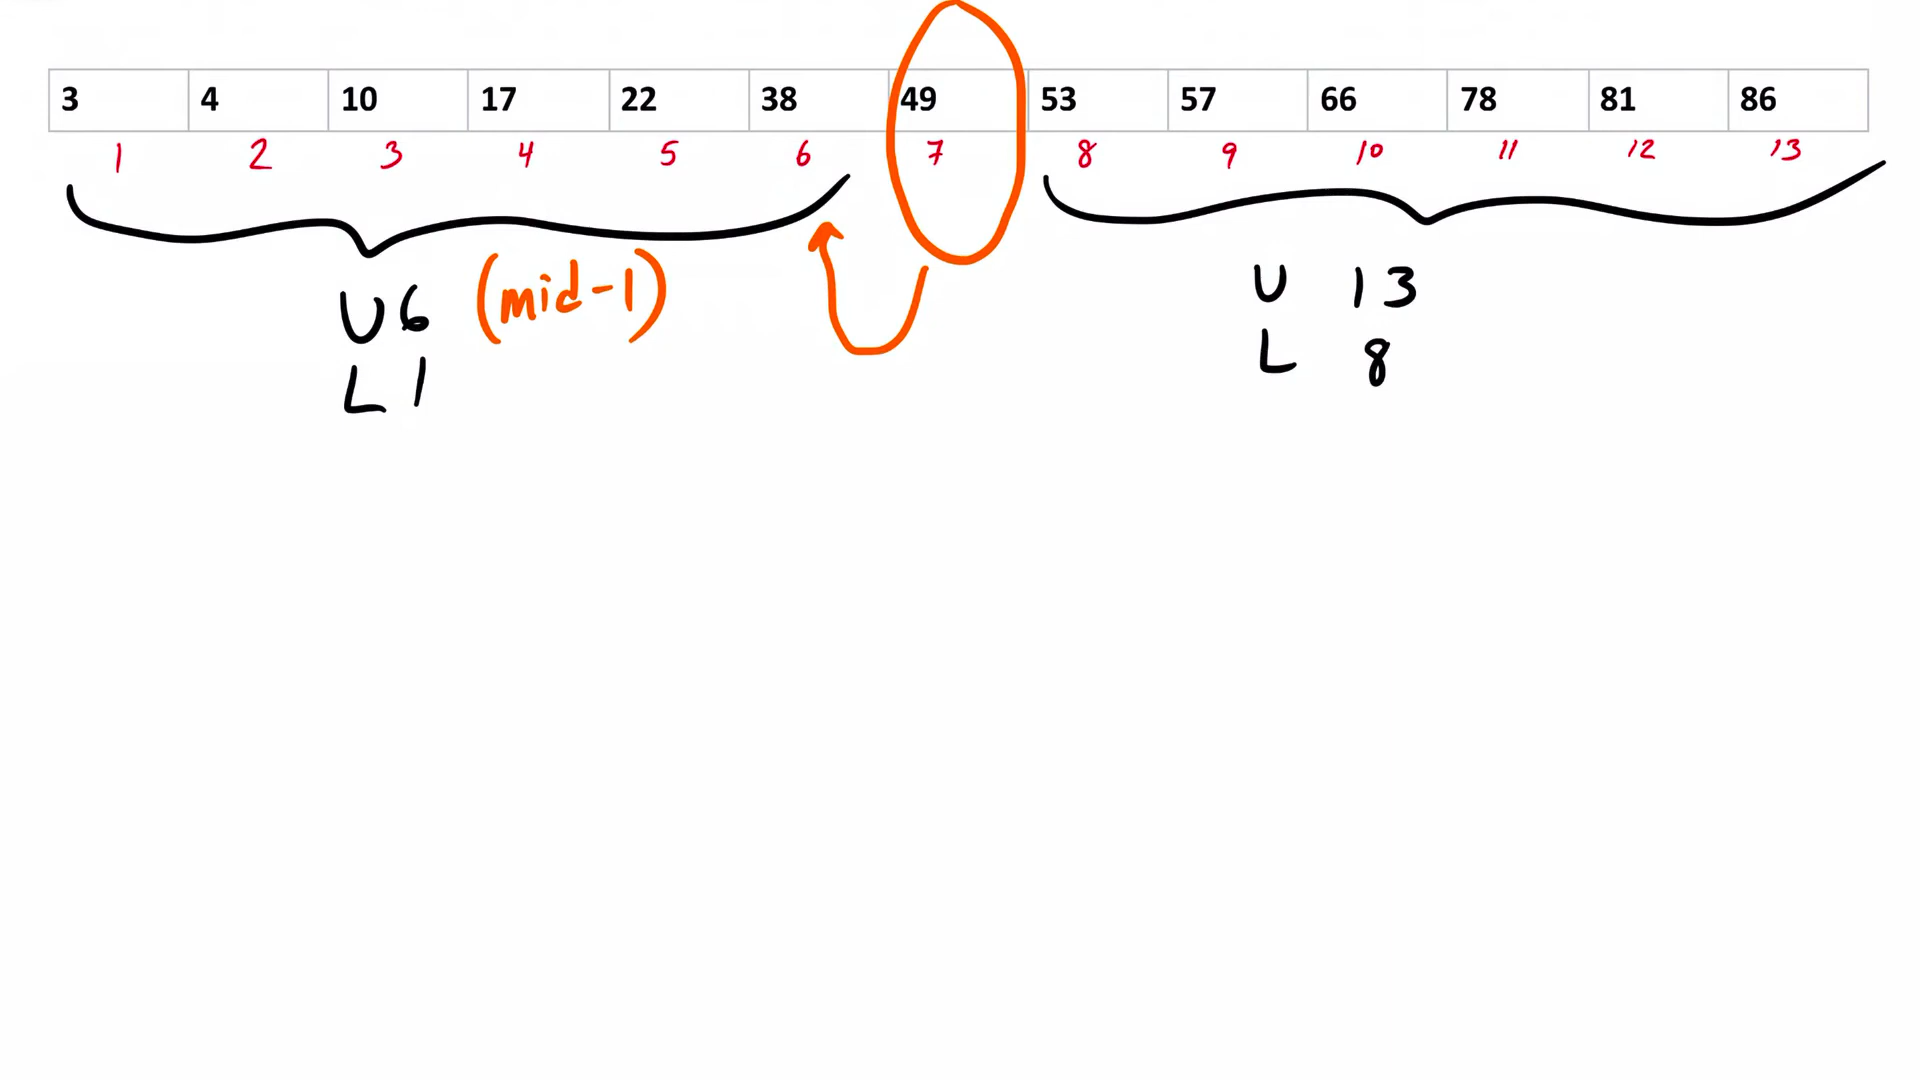 3 4 10 17 22 38 49 53 57 66 78 81 86
1 2 3 4 5 6 7 8 9 10 11 12 13
U 6 (mid-1)
L 1
U 13
L 8